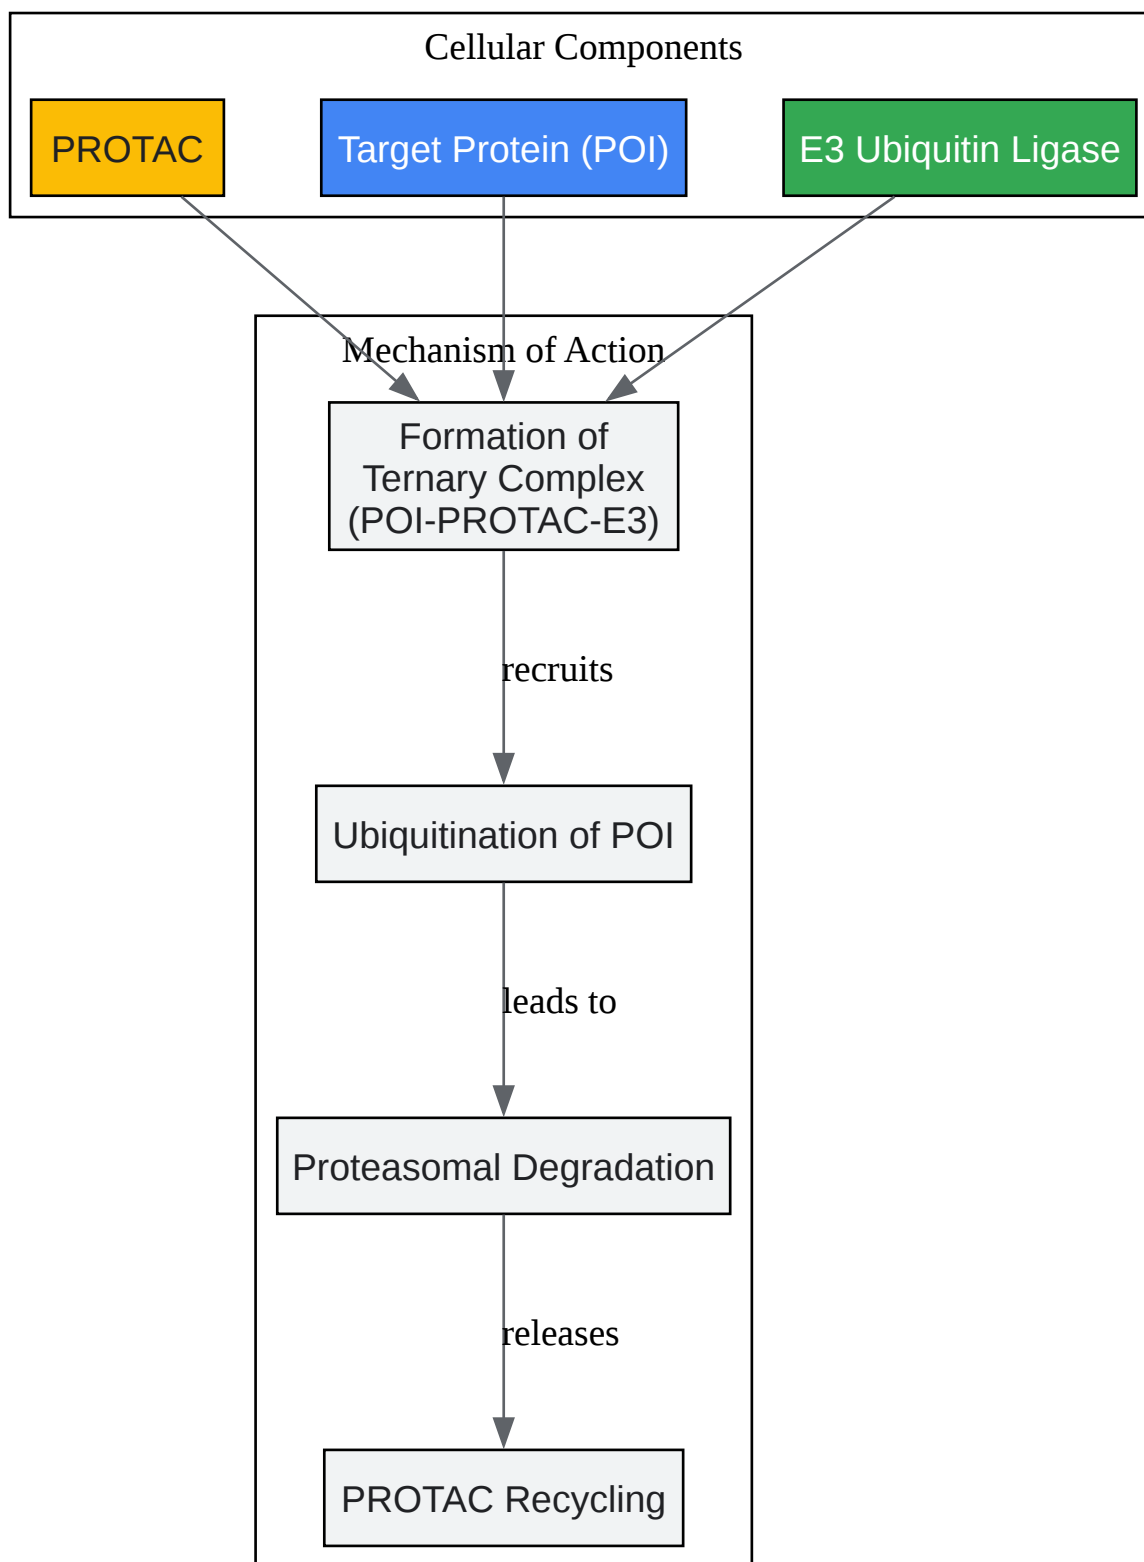 Cellular Components
PROTAC
Target Protein (POI)
E3 Ubiquitin Ligase
Mechanism of Action
Formation of
Ternary Complex
(POI-PROTAC-E3)
recruits
Ubiquitination of POI
leads to
Proteasomal Degradation
releases
PROTAC Recycling